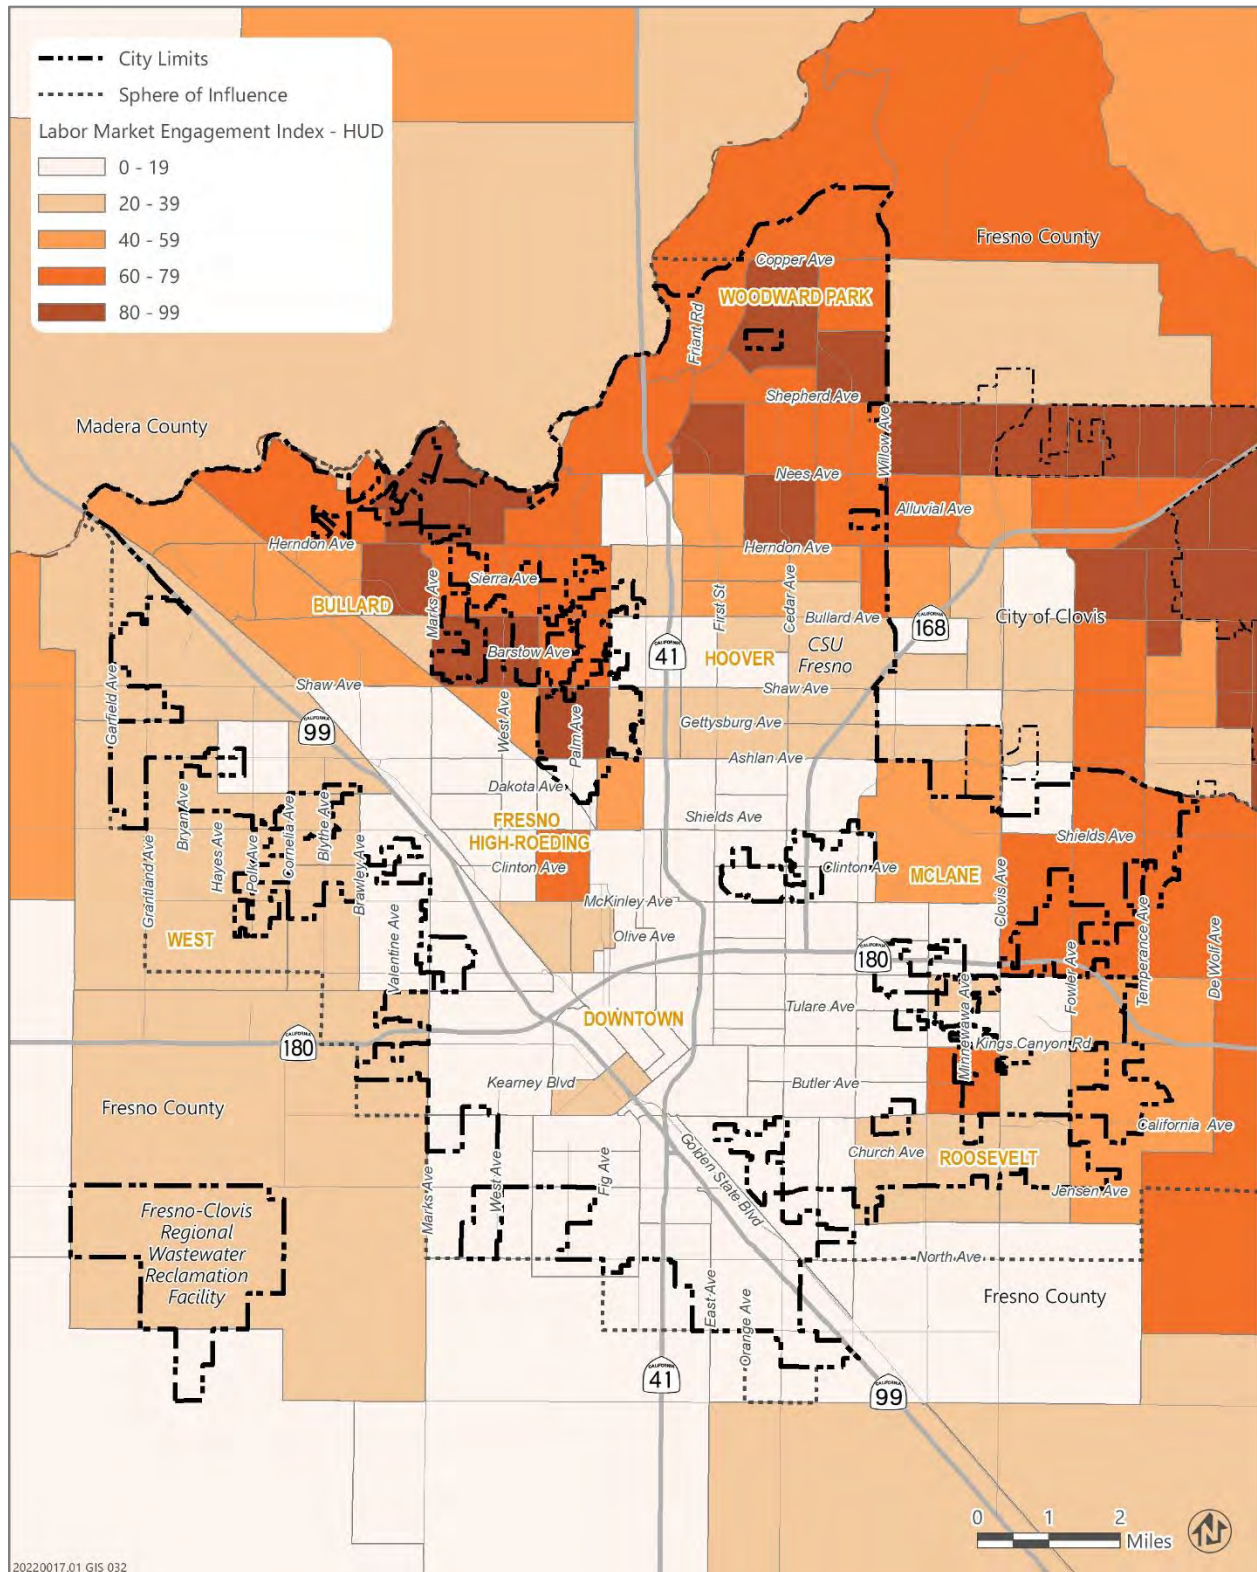 City Limits
Sphere of Influence
Labor Market Engagement Index - HUD
0 - 19
20 - 39
40 - 59
60 - 79
80 - 99
Fresno County
Copper Ave
WOODWARD PARK
Friant Rd
Shepherd Ave
Willow Ave
Madera County
Nees Ave
Alluvial Ave
Herndon Ave
Herndon Ave
Marks Ave
Sierra Ave
BULLARD
First St
Cedar Ave
Bullard Ave
CALIFORNIA
168
City of Clovis
Barstow Ave
CALIFORNIA
41
HOOVER
CSU
Fresno
Garfield Ave
Shaw Ave
Shaw Ave
CALIFORNIA
99
West Ave
Palm Ave
Gettysburg Ave
Ashlan Ave
Dakota Ave
Bryan Ave
Cornelia Ave
Blythe Ave
FRESNO
HIGH-ROEDING
Shields Ave
Shields Ave
Grantland Ave
Hayes Ave
Polk Ave
Brawley Ave
Clinton Ave
Clinton Ave
MCLANE
Clovis Ave
McKinley Ave
WEST
Valentine Ave
Olive Ave
CALIFORNIA
180
Fowler Ave
Temperance Ave
De Wolf Ave
Tulare Ave
DOWNTOWN
Minnewawa Ave
Kings Canyon Rd
CALIFORNIA
180
Kearney Blvd
Butler Ave
Fresno County
California Ave
Church Ave
ROOSEVELT
Golden State Blvd
Fig Ave
Marks Ave
West Ave
Jensen Ave
Fresno-Clovis
Regional
Wastewater
Reclamation
Facility
North Ave
East Ave
Orange Ave
Fresno County
CALIFORNIA
41
CALIFORNIA
99
0 1 2
Miles
N
20220017.01 GIS 032